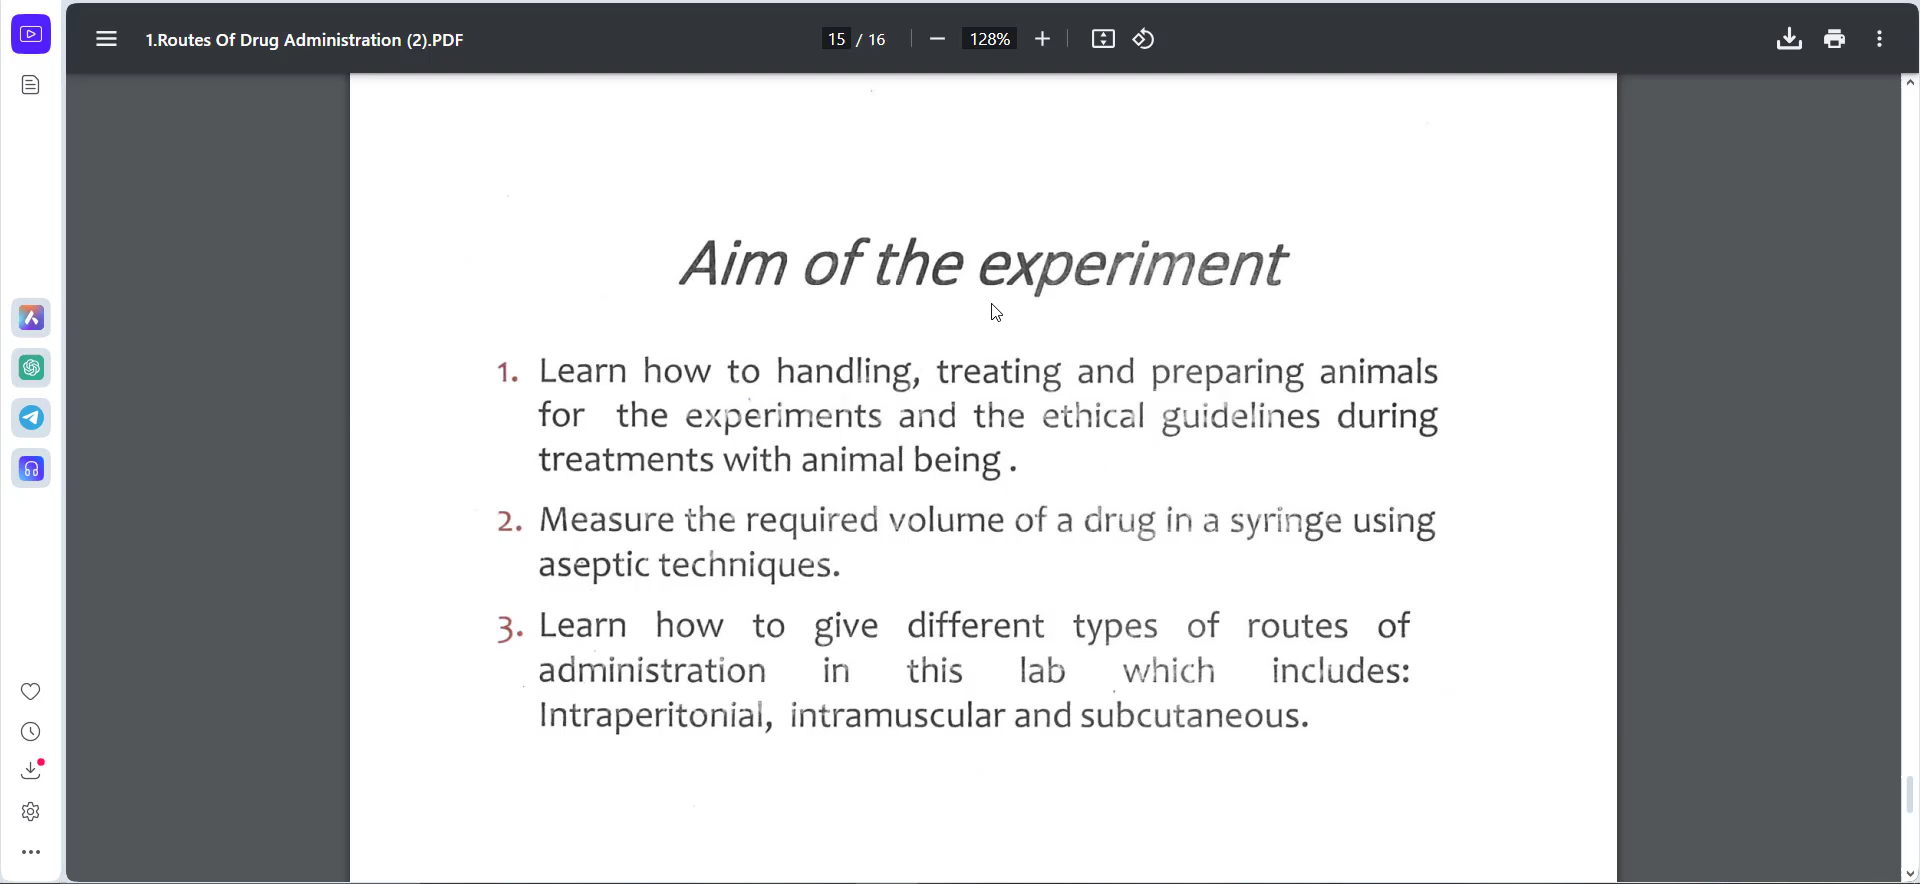 1.Routes Of Drug Administration (2).PDF
15 / 16
128%
Aim of the experiment
1. Learn how to handling, treating and preparing animals
for the experiments and the ethical guidelines during
treatments with animal being .
2. Measure the required volume of a drug in a syringe using
aseptic techniques.
3. Learn how to give different types of routes of
administration in this lab which includes:
Intraperitonial, intramuscular and subcutaneous.